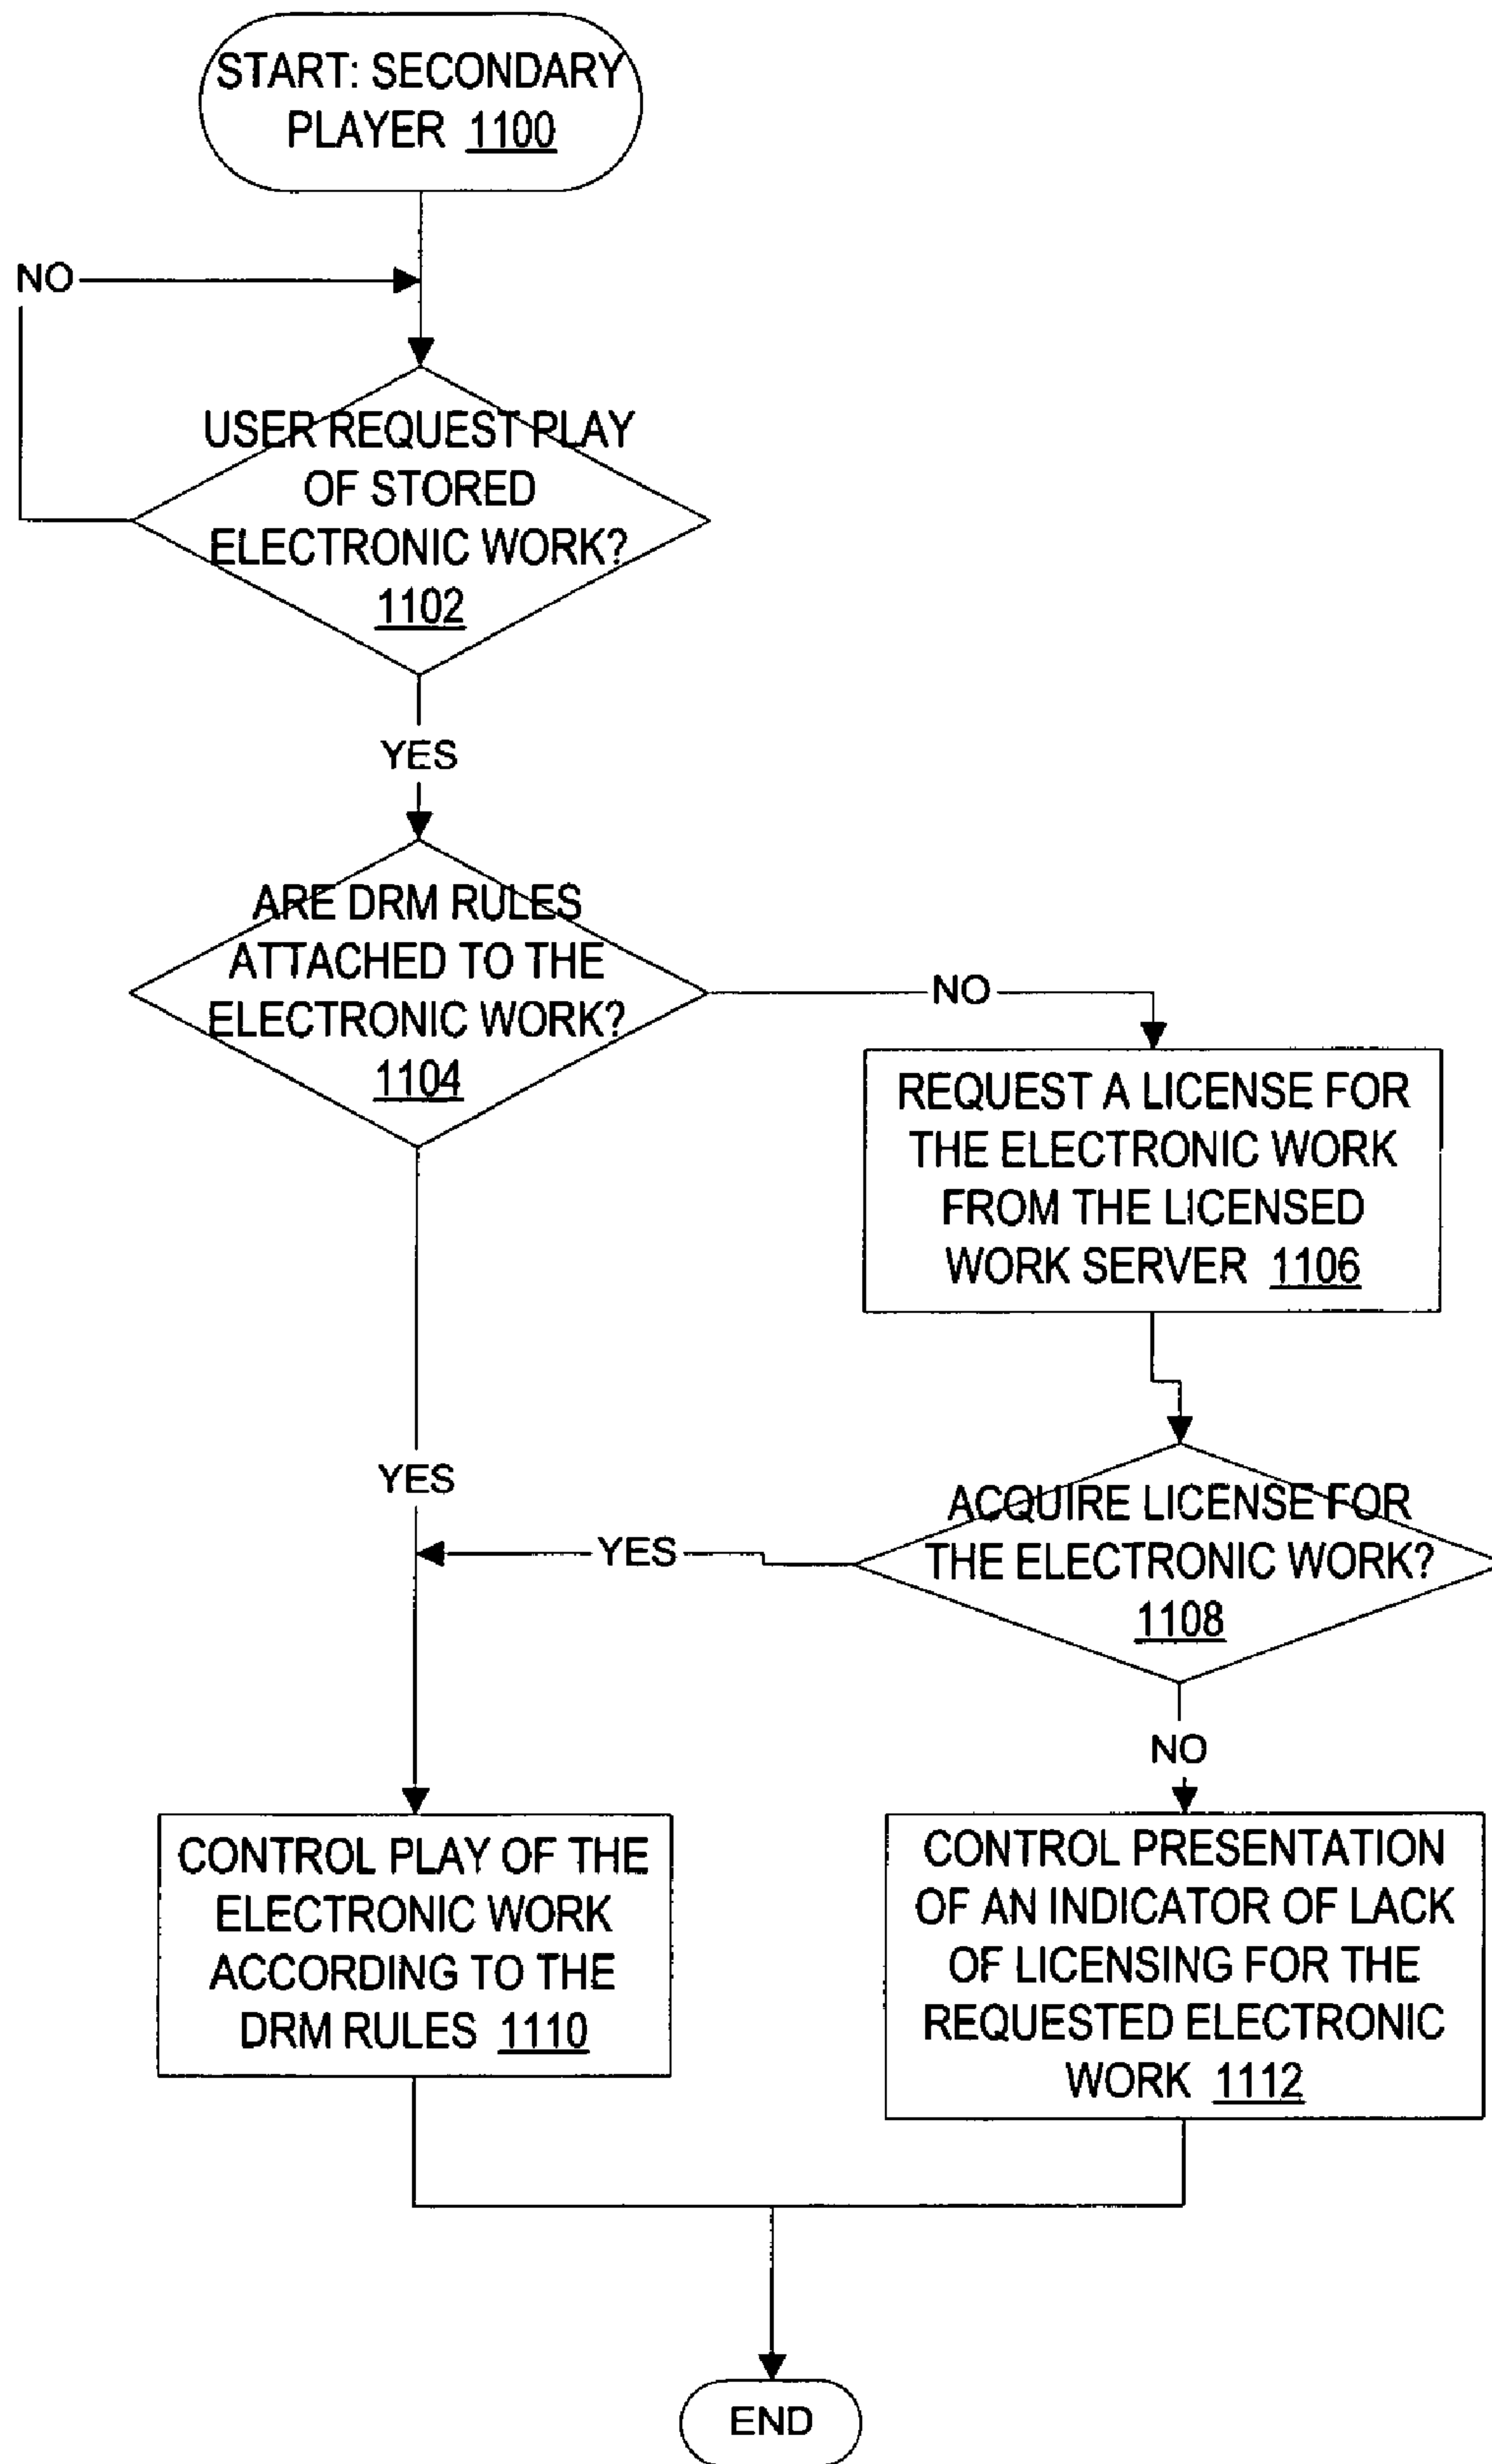 START: SECONDARY
PLAYER 1100
NO
USER REQUEST PLAY
OF STORED
ELECTRONIC WORK?
1102
YES
ARE DRM RULES
ATTACHED TO THE
ELECTRONIC WORK?
1104
NO
REQUEST A LICENSE FOR
THE ELECTRONIC WORK
FROM THE LICENSED
WORK SERVER 1106
YES
ACQUIRE LICENSE FOR
THE ELECTRONIC WORK?
1108
YES
NO
CONTROL PLAY OF THE
ELECTRONIC WORK
ACCORDING TO THE
DRM RULES 1110
CONTROL PRESENTATION
OF AN INDICATOR OF LACK
OF LICENSING FOR THE
REQUESTED ELECTRONIC
WORK 1112
END